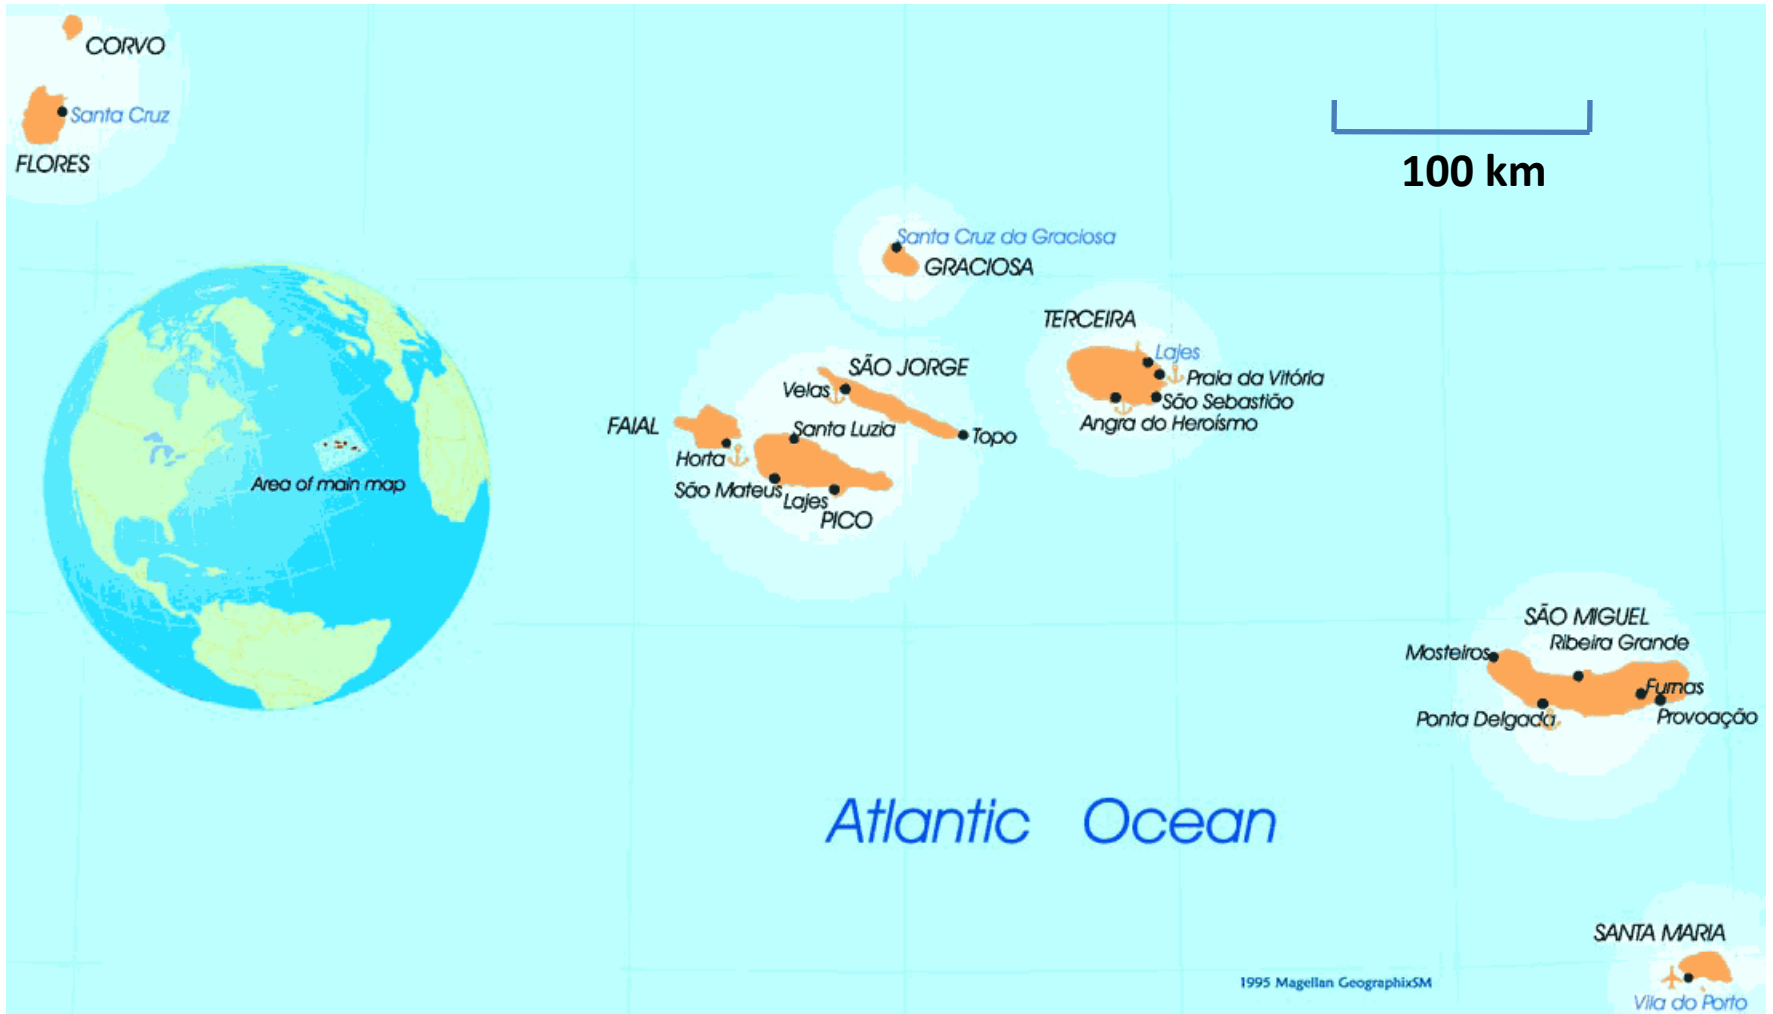 CORVO
Santa Cruz
FLORES
100 km
Santa Cruz da Graciosa
GRACIOSA
TERCEIRA
Lajes
Praia da Vitória
São Sebastião
Angra do Heroísmo
SÃO JORGE
Velas
Topo
FAIAL
Horta
Santa Luzia
São Mateus
Lajes
PICO
Area of main map
SÃO MIGUEL
Ribeira Grande
Mosteiros
Furnas
Ponta Delgada
Provoação
Atlantic Ocean
SANTA MARIA
Vila do Porto
1995 Magellan GeographixSM